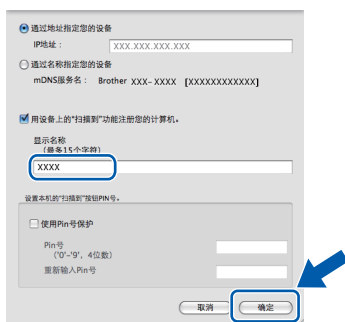 通过地址指定您的设备
IP地址： XXX.XXX.XXX.XXX
通过名称指定您的设备
mDNS服务名： Brother XXX-XXXX [XXXXXXXXXXXX]
用设备上的“扫描到”功能注册您的计算机。
显示名称
（最多15个字符）
XXXX
设置本机的“扫描到”按钮PIN号。
使用Pin号保护
Pin号
（'0'-'9'，4位数）
重新输入Pin号
取消 确定